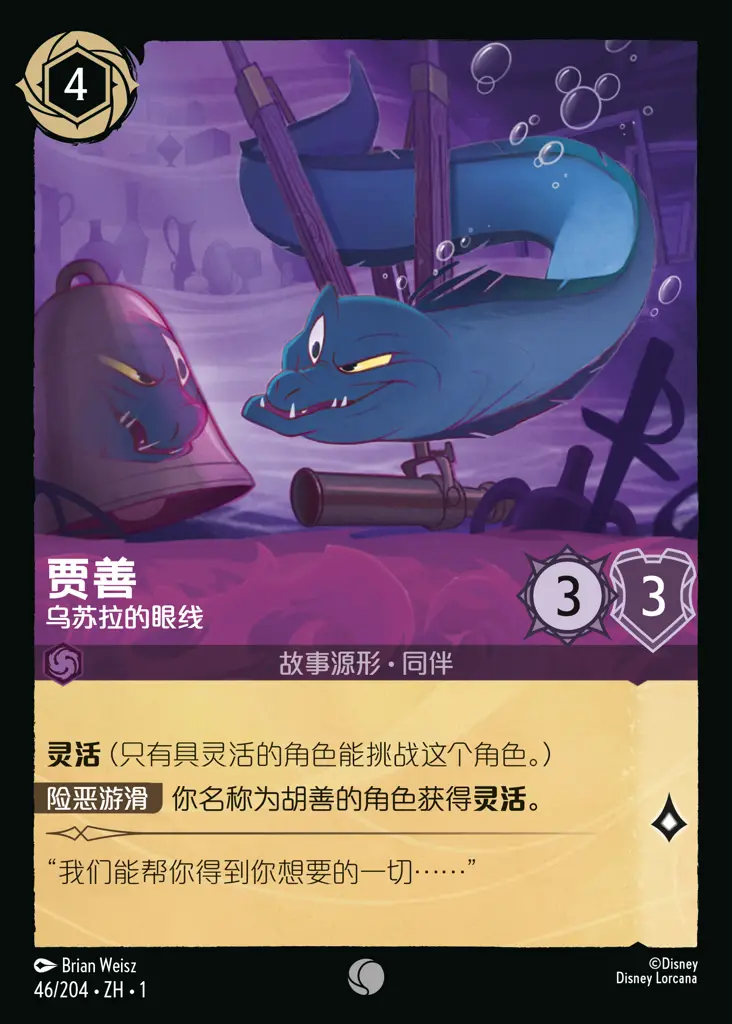 4
贾善
乌苏拉的眼线
3
3
故事源形 • 同伴
灵活 (只有具灵活的角色能挑战这个角色。)
险恶游滑 你名称为胡善的角色获得灵活。
“我们能帮你得到你想要的一切······”
Brian Weisz
46/204 • ZH • 1
©Disney
Disney Lorcana